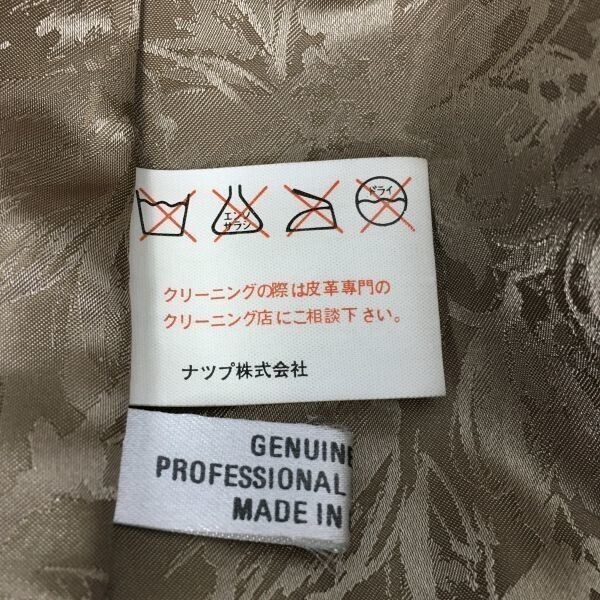 エンソ
サラシ
ドライ
クリーニングの際は皮革専門の
クリーニング店にご相談下さい。
ナツプ株式会社
GENUINE
PROFESSIONAL
MADE IN